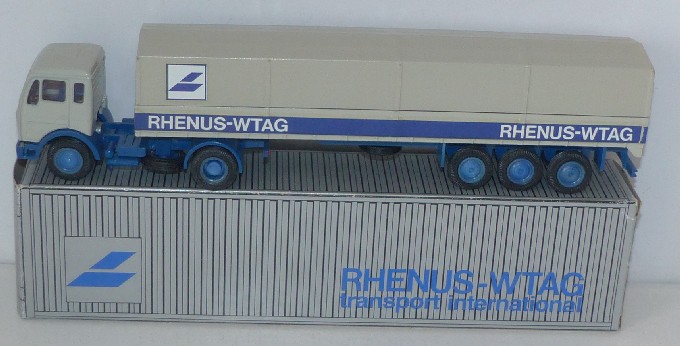 RHENUS-WTAG
RHENUS-WTAG
RHENUS-WTAG
transport international